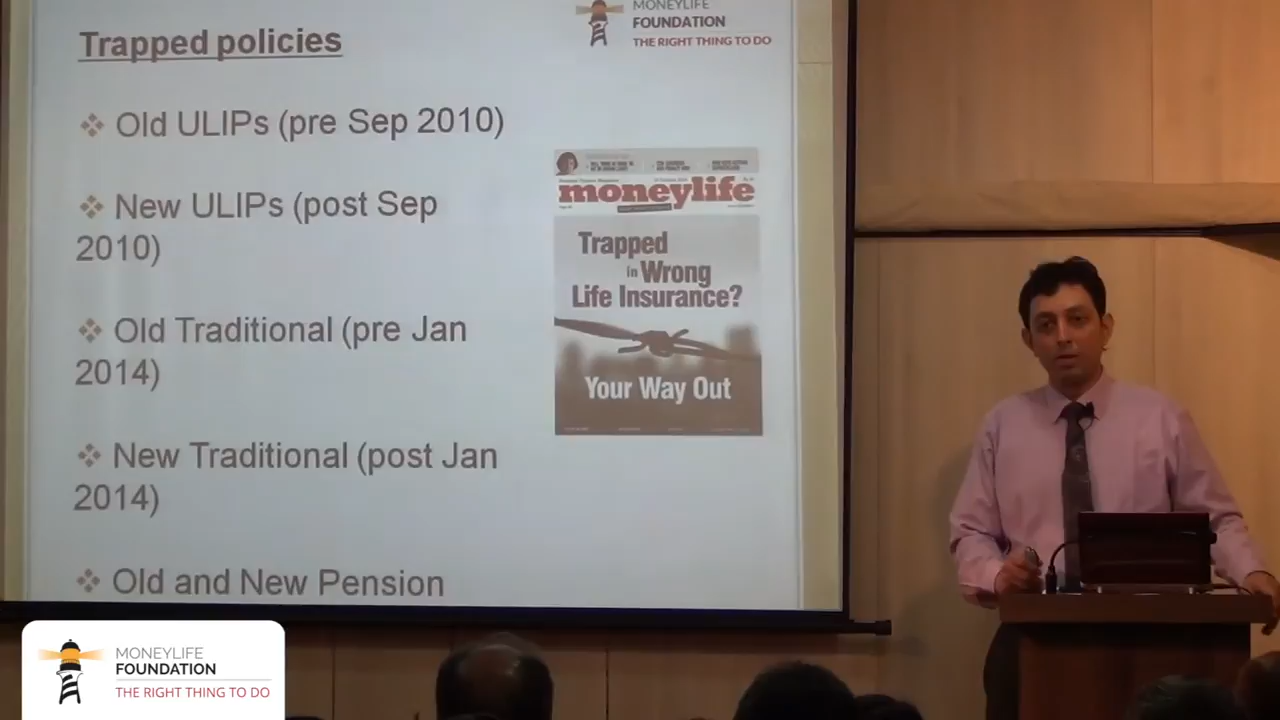 Trapped policies
❖ Old ULIPs (pre Sep 2010)
❖ New ULIPs (post Sep
2010)
❖ Old Traditional (pre Jan
2014)
❖ New Traditional (post Jan
2014)
❖ Old and New Pension
MONEYLIFE
FOUNDATION
THE RIGHT THING TO DO
moneylife
Trapped
in Wrong
Life Insurance?
Your Way Out
MONEYLIFE
FOUNDATION
THE RIGHT THING TO DO